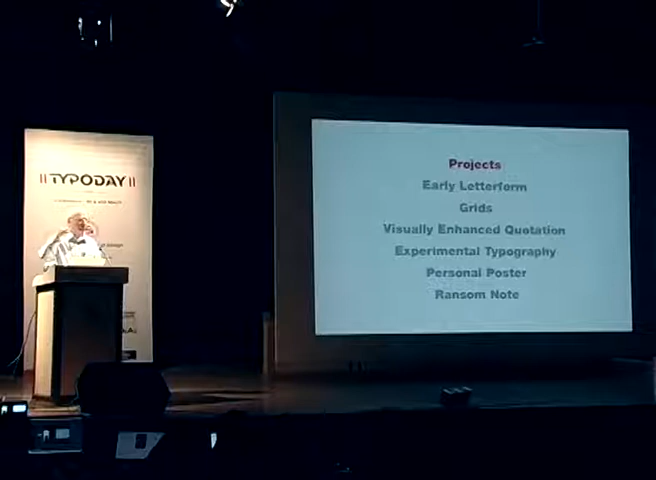 TYPODAY
Projects
Early Letterform
Grids
Visually Enhanced Quotation
Experimental Typography
Personal Poster
Ransom Note